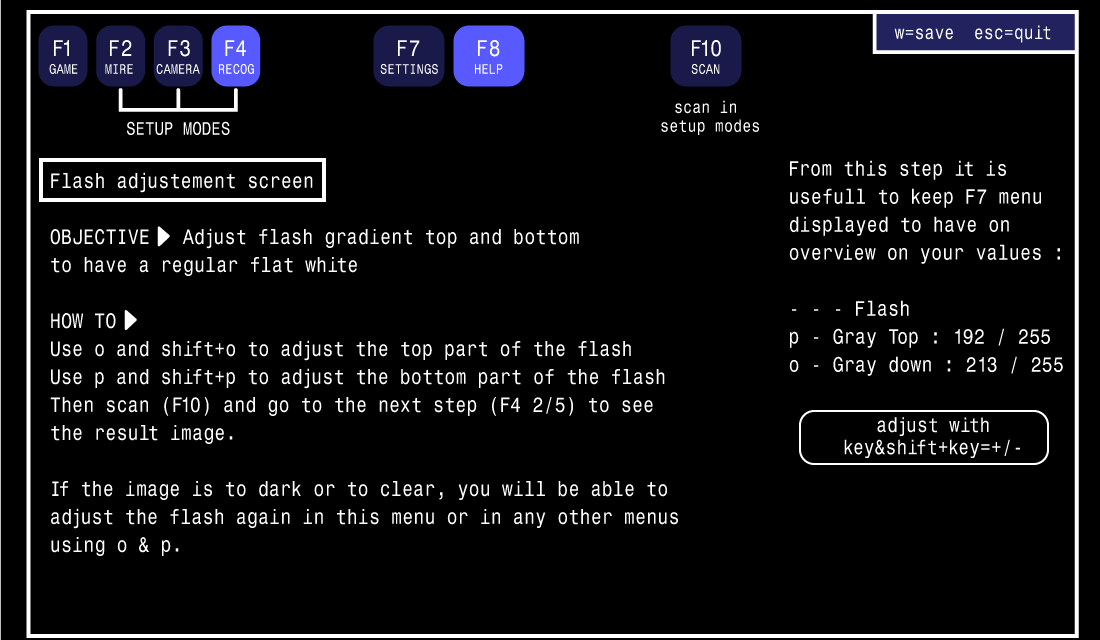 F1 F2 F3 F4 F7 F8 F10
GAME MIRE CAMERA RECOG SETTINGS HELP SCAN
w=save esc=quit
SETUP MODES
scan in
setup modes
Flash adjustement screen
OBJECTIVE ▶ Adjust flash gradient top and bottom
to have a regular flat white
HOW TO ▶
Use o and shift+o to adjust the top part of the flash
Use p and shift+p to adjust the bottom part of the flash
Then scan (F10) and go to the next step (F4 2/5) to see
the result image.
If the image is to dark or to clear, you will be able to
adjust the flash again in this menu or in any other menus
using o & p.
From this step it is
usefull to keep F7 menu
displayed to have on
overview on your values :
- - - Flash
p - Gray Top : 192 / 255
o - Gray down : 213 / 255
adjust with
key&shift+key=+/-